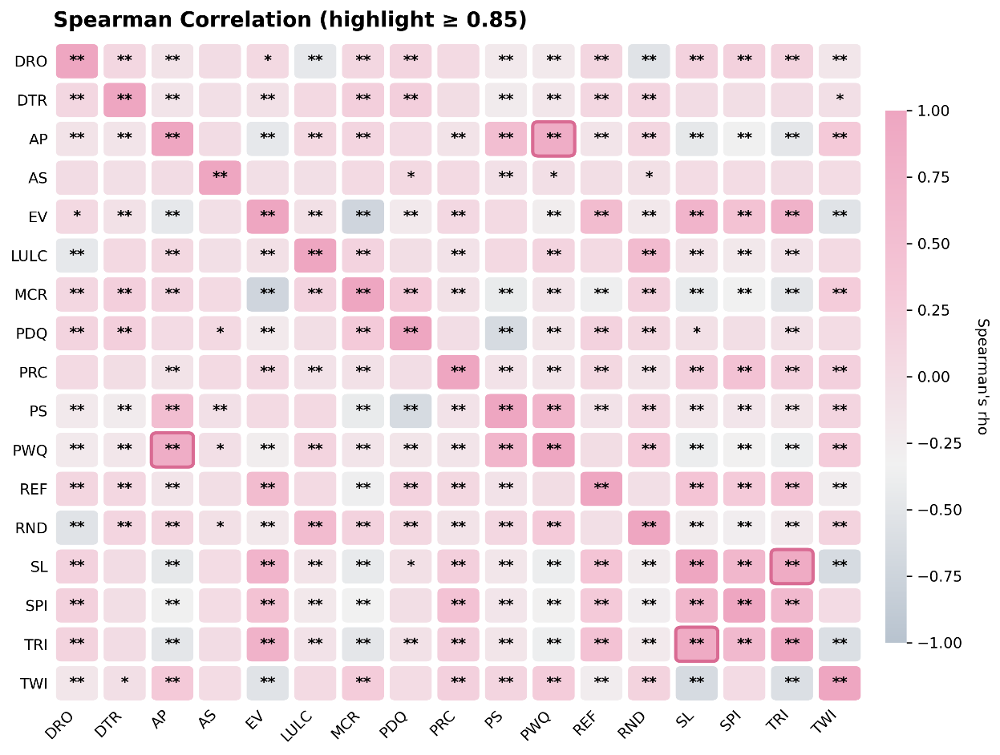 Spearman Correlation (highlight ≥ 0.85)
DRO ** ** ** * ** ** ** ** ** ** ** ** ** ** **
DTR ** ** ** ** ** ** ** ** ** ** *
AP ** ** ** ** ** ** ** ** ** ** ** ** ** ** **
AS ** * ** * *
EV * ** ** ** ** ** ** ** ** ** ** ** ** ** **
LULC ** ** ** ** ** ** ** ** ** ** **
MCR ** ** ** ** ** ** ** ** ** ** ** ** ** ** ** **
PDQ ** ** * ** ** ** ** ** ** ** * **
PRC ** ** ** ** ** ** ** ** ** ** ** ** **
PS ** ** ** ** ** ** ** ** ** ** ** ** ** ** **
PWQ ** ** ** * ** ** ** ** ** ** ** ** ** ** ** **
REF ** ** ** ** ** ** ** ** ** ** ** ** **
RND ** ** ** * ** ** ** ** ** ** ** ** ** ** ** **
SL ** ** ** ** ** * ** ** ** ** ** ** ** ** **
SPI ** ** ** ** ** ** ** ** ** ** ** ** **
TRI ** ** ** ** ** ** ** ** ** ** ** ** ** ** **
TWI ** * ** ** ** ** ** ** ** ** ** ** **
DRO DTR AP AS EV LULC MCR PDQ PRC PS PWQ REF RND SL SPI TRI TWI
1.00
0.75
0.50
0.25
0.00
−0.25
−0.50
−0.75
−1.00
Spearman's rho